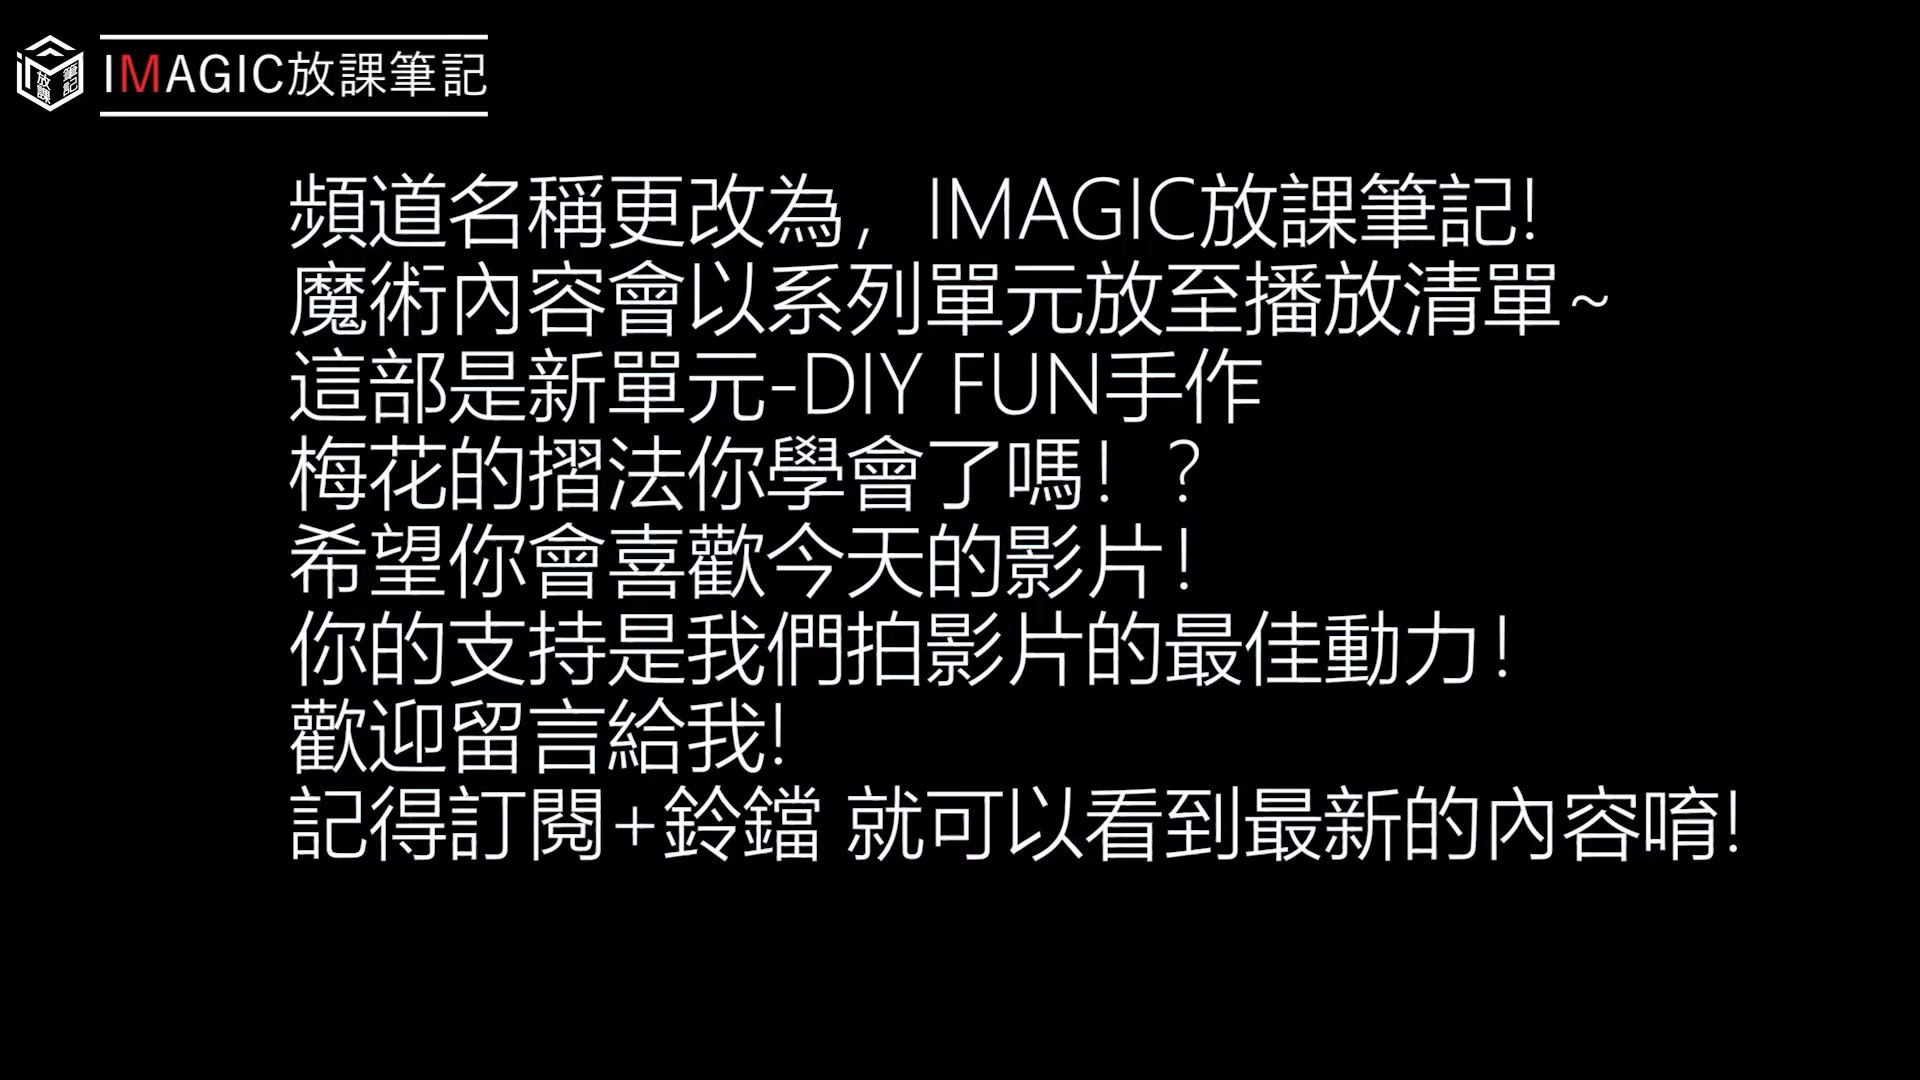 IMAGIC放課筆記
放課
筆記
頻道名稱更改為，IMAGIC放課筆記!
魔術內容會以系列單元放至播放清單~
這部是新單元-DIY FUN手作
梅花的摺法你學會了嗎！？
希望你會喜歡今天的影片！
你的支持是我們拍影片的最佳動力！
歡迎留言給我!
記得訂閱+鈴鐺 就可以看到最新的內容唷!